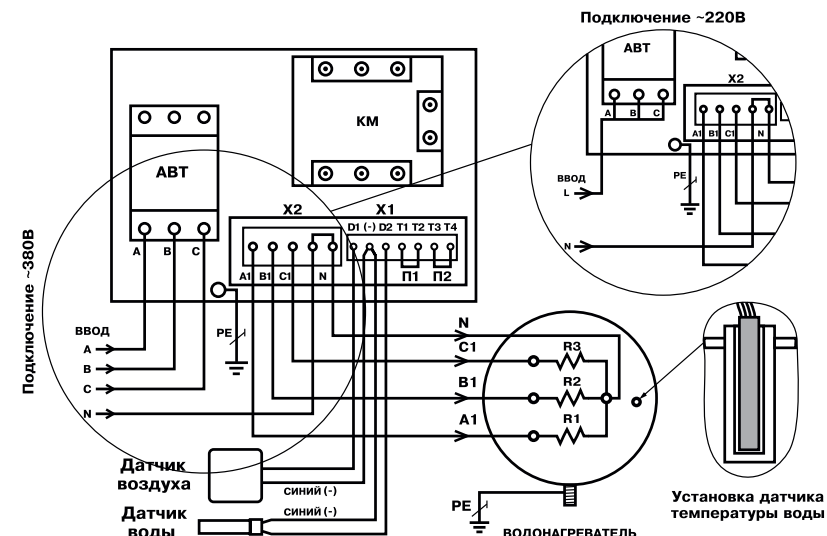 Подключение ~220В
АВТ
X2
А В С
A1 B1 C1 N
ВВОД
L
PE
N
КМ
АВТ
А В С
X2 X1
D1 (-) D2 T1 T2 T3 T4
A1 B1 C1 N П1 П2
Подключение ~380В
PE
ВВОД
А
В
С
N
N
C1
B1
A1
R3
R2
R1
Датчик
воздуха
синий (-)
синий (-)
Датчик
воды
PE
ВОДОНАГРЕВАТЕЛЬ
Установка датчика
температуры воды